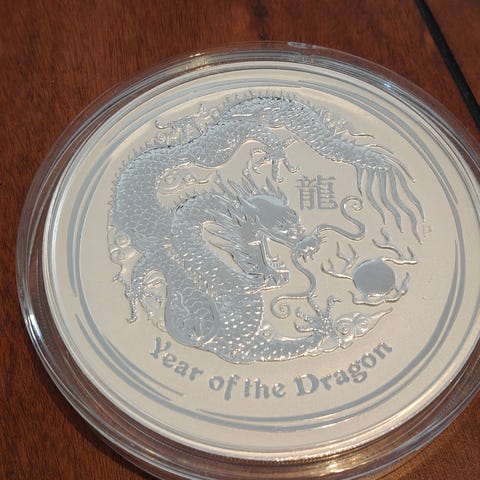 龍
Year of the Dragon